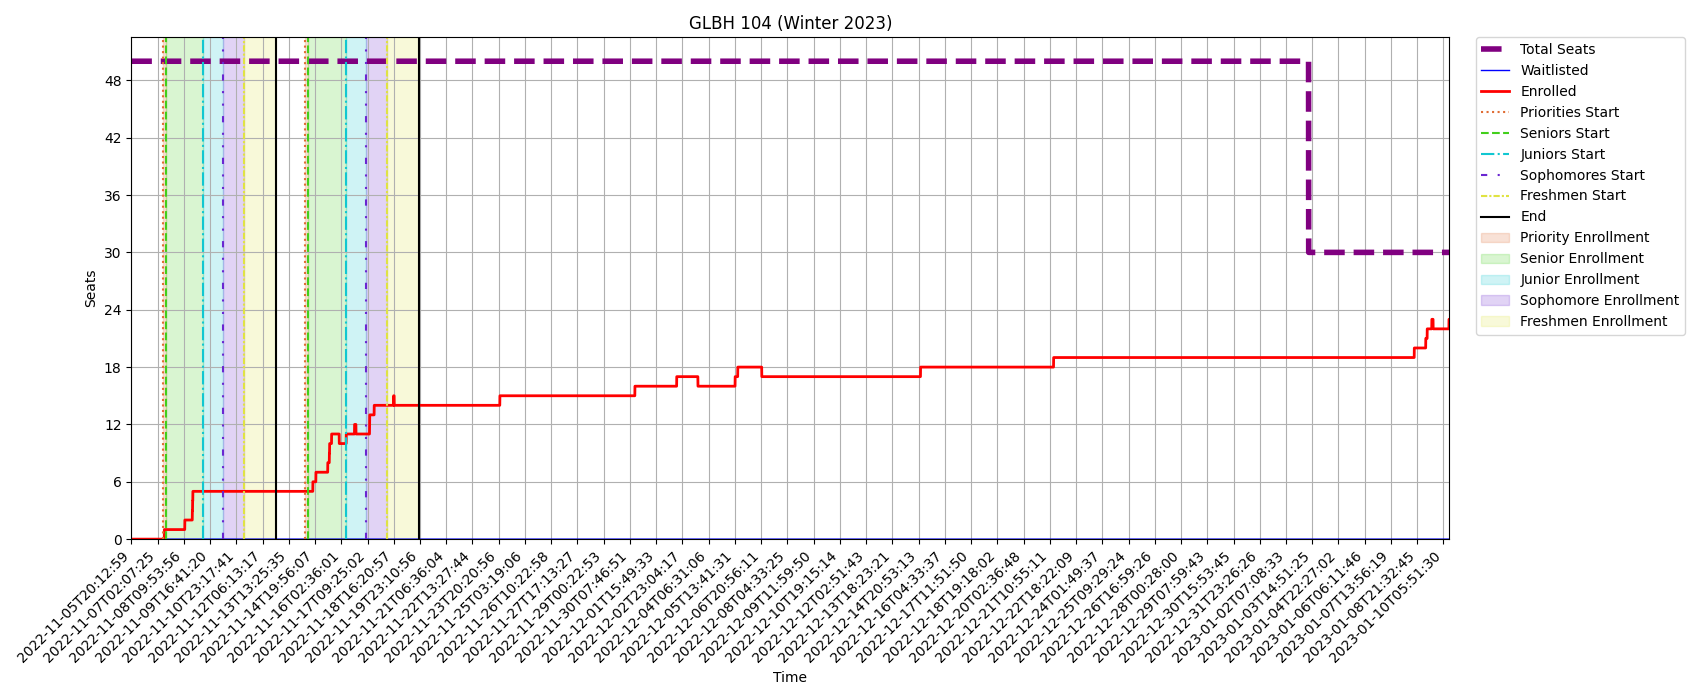 GLBH 104 (Winter 2023)
Seats
48
42
36
30
24
18
12
6
0
2022-11-05T20:12:59
2022-11-07T02:07:25
2022-11-08T09:53:56
2022-11-09T16:41:20
2022-11-10T23:17:41
2022-11-12T06:13:17
2022-11-13T13:25:35
2022-11-14T19:56:07
2022-11-16T02:36:01
2022-11-17T09:25:02
2022-11-18T16:20:57
2022-11-19T23:10:56
2022-11-21T06:36:04
2022-11-22T13:27:44
2022-11-23T20:20:56
2022-11-25T03:19:06
2022-11-26T10:22:58
2022-11-27T17:13:27
2022-11-29T00:22:53
2022-11-30T07:46:51
2022-12-01T15:49:33
2022-12-02T23:04:17
2022-12-04T06:31:06
2022-12-05T13:41:31
2022-12-06T20:56:11
2022-12-08T04:33:25
2022-12-09T11:59:50
2022-12-10T19:15:14
2022-12-12T02:51:43
2022-12-13T18:23:21
2022-12-14T20:53:13
2022-12-16T04:33:37
2022-12-17T11:51:50
2022-12-18T19:18:02
2022-12-20T02:36:48
2022-12-21T10:55:11
2022-12-22T18:22:09
2022-12-24T01:49:37
2022-12-25T09:29:24
2022-12-26T16:59:26
2022-12-28T00:28:00
2022-12-29T07:59:43
2022-12-30T15:53:45
2022-12-31T23:26:26
2023-01-02T07:08:33
2023-01-03T14:51:25
2023-01-04T22:27:02
2023-01-06T06:11:46
2023-01-07T13:56:19
2023-01-08T21:32:45
2023-01-10T05:51:30
Time
Total Seats
Waitlisted
Enrolled
Priorities Start
Seniors Start
Juniors Start
Sophomores Start
Freshmen Start
End
Priority Enrollment
Senior Enrollment
Junior Enrollment
Sophomore Enrollment
Freshmen Enrollment